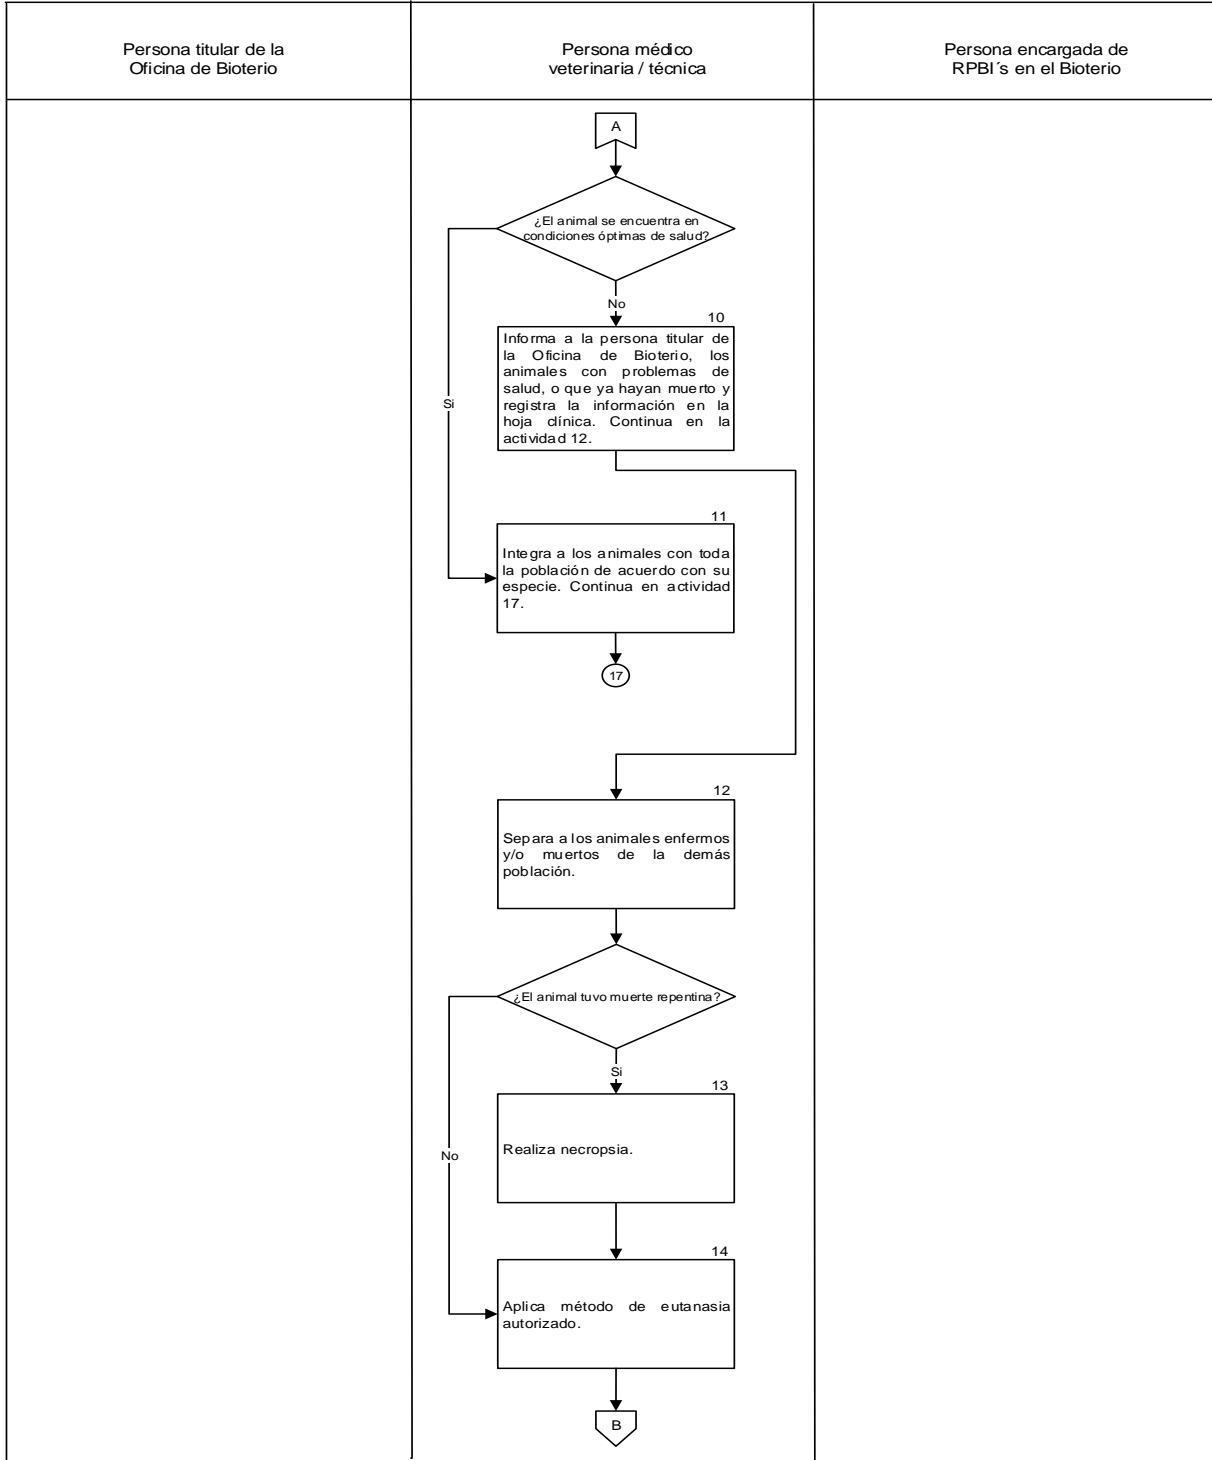 Persona titular de la
Oficina de Bioterio
Persona médico
veterinaria / técnica
Persona encargada de
RPBI´s en el Bioterio
A
¿El animal se encuentra en
condiciones óptimas de salud?
No
10
Informa a la persona titular de
la Oficina de Bioterio, los
animales con problemas de
salud, o que ya hayan muerto y
registra la información en la
hoja clínica. Continua en la
actividad 12.
Si
11
Integra a los animales con toda
la población de acuerdo con su
especie. Continua en actividad
17.
17
12
Separa a los animales enfermos
y/o muertos de la demás
población.
¿El animal tuvo muerte repentina?
Si
13
Realiza necropsia.
No
14
Aplica método de eutanasia
autorizado.
B